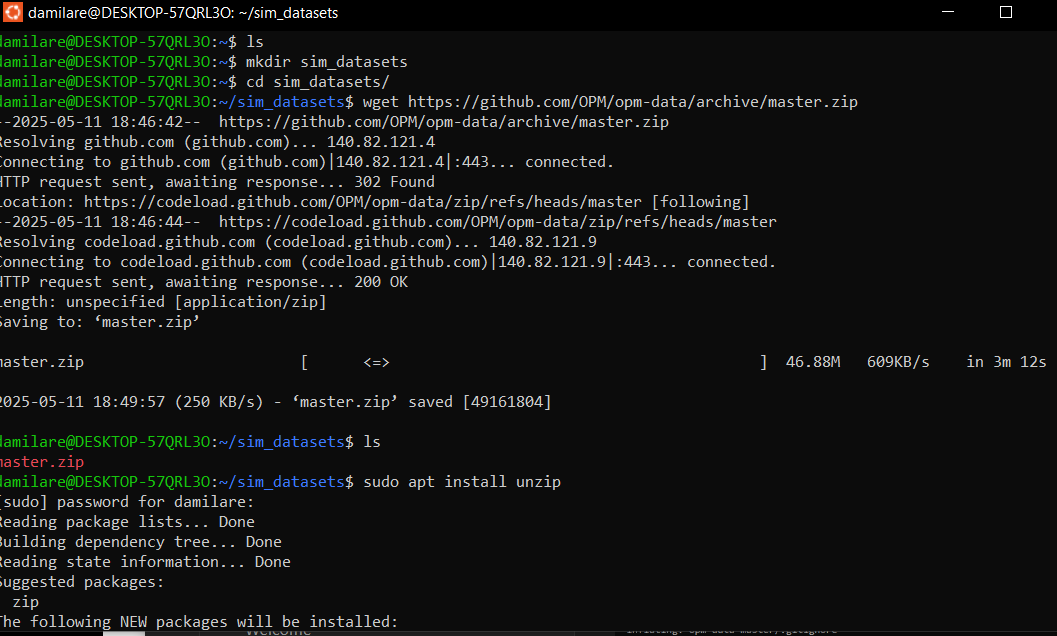 damilare@DESKTOP-57QRL3O: ~/sim_datasets
damilare@DESKTOP-57QRL3O:~$ ls
damilare@DESKTOP-57QRL3O:~$ mkdir sim_datasets
damilare@DESKTOP-57QRL3O:~$ cd sim_datasets/
damilare@DESKTOP-57QRL3O:~/sim_datasets$ wget https://github.com/OPM/opm-data/archive/master.zip
--2025-05-11 18:46:42--  https://github.com/OPM/opm-data/archive/master.zip
Resolving github.com (github.com)... 140.82.121.4
Connecting to github.com (github.com)|140.82.121.4|:443... connected.
HTTP request sent, awaiting response... 302 Found
Location: https://codeload.github.com/OPM/opm-data/zip/refs/heads/master [following]
--2025-05-11 18:46:44--  https://codeload.github.com/OPM/opm-data/zip/refs/heads/master
Resolving codeload.github.com (codeload.github.com)... 140.82.121.9
Connecting to codeload.github.com (codeload.github.com)|140.82.121.9|:443... connected.
HTTP request sent, awaiting response... 200 OK
Length: unspecified [application/zip]
Saving to: ‘master.zip’
master.zip                        [      <=>                                         ]  46.88M   609KB/s    in 3m 12s
2025-05-11 18:49:57 (250 KB/s) - ‘master.zip’ saved [49161804]
damilare@DESKTOP-57QRL3O:~/sim_datasets$ ls
master.zip
damilare@DESKTOP-57QRL3O:~/sim_datasets$ sudo apt install unzip
[sudo] password for damilare:
Reading package lists... Done
Building dependency tree... Done
Reading state information... Done
Suggested packages:
  zip
The following NEW packages will be installed: